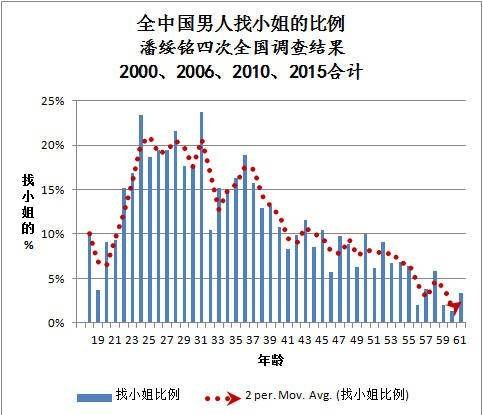 全中国男人找小姐的比例
潘绥铭四次全国调查结果
2000、2006、2010、2015合计
25%
20%
15%
10%
5%
0%
找小姐的%
19 21 23 25 27 29 31 33 35 37 39 41 43 45 47 49 51 53 55 57 59 61
年龄
找小姐比例
2 per. Mov. Avg. (找小姐比例)